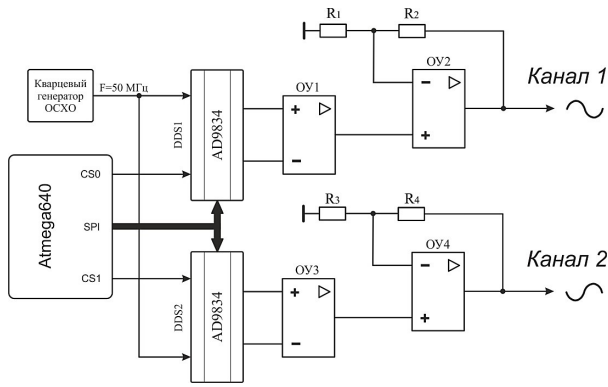 R1
R2
Кварцевый
генератор
OCXO
F=50 МГц
DDS1
AD9834
ОУ1
ОУ2
Канал 1
Atmega640
CS0
SPI
CS1
DDS2
AD9834
ОУ3
R3
R4
ОУ4
Канал 2